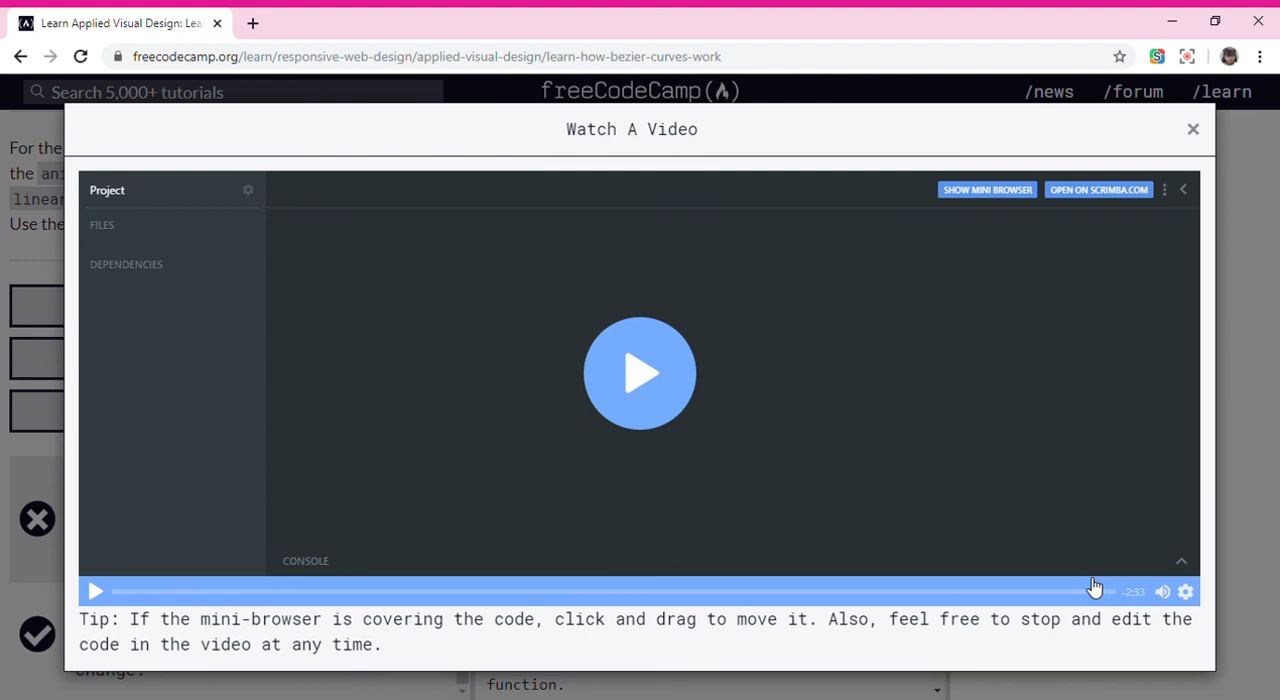 Learn Applied Visual Design: Lea
freecodecamp.org/learn/responsive-web-design/applied-visual-design/learn-how-bezier-curves-work
Search 5,000+ tutorials
freeCodeCamp
/news
/forum
/learn
Watch A Video
For the
the ani
linear
Use the
Project
SHOW MINI BROWSER
OPEN ON SCRIMBA.COM
FILES
DEPENDENCIES
CONSOLE
-2:33
Tip: If the mini-browser is covering the code, click and drag to move it. Also, feel free to stop and edit the
code in the video at any time.
change.
function.